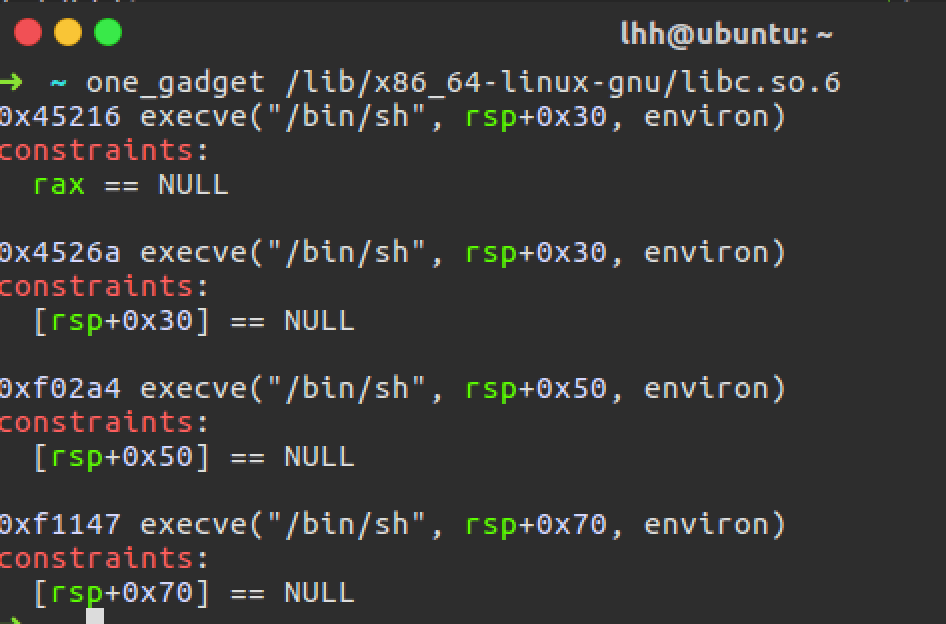 lhh@ubuntu: ~
→ ~ one_gadget /lib/x86_64-linux-gnu/libc.so.6
0x45216 execve("/bin/sh", rsp+0x30, environ)
constraints:
  rax == NULL

0x4526a execve("/bin/sh", rsp+0x30, environ)
constraints:
  [rsp+0x30] == NULL

0xf02a4 execve("/bin/sh", rsp+0x50, environ)
constraints:
  [rsp+0x50] == NULL

0xf1147 execve("/bin/sh", rsp+0x70, environ)
constraints:
  [rsp+0x70] == NULL